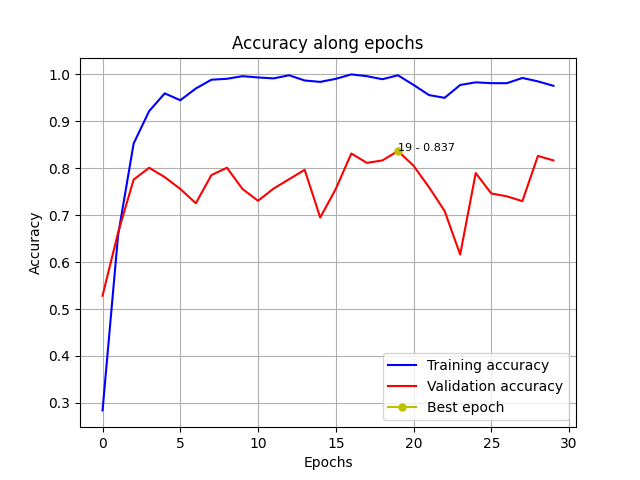 Accuracy along epochs
1.0
0.9
0.8
0.7
0.6
0.5
0.4
0.3
Accuracy
19 - 0.837
Training accuracy
Validation accuracy
Best epoch
0 5 10 15 20 25 30
Epochs